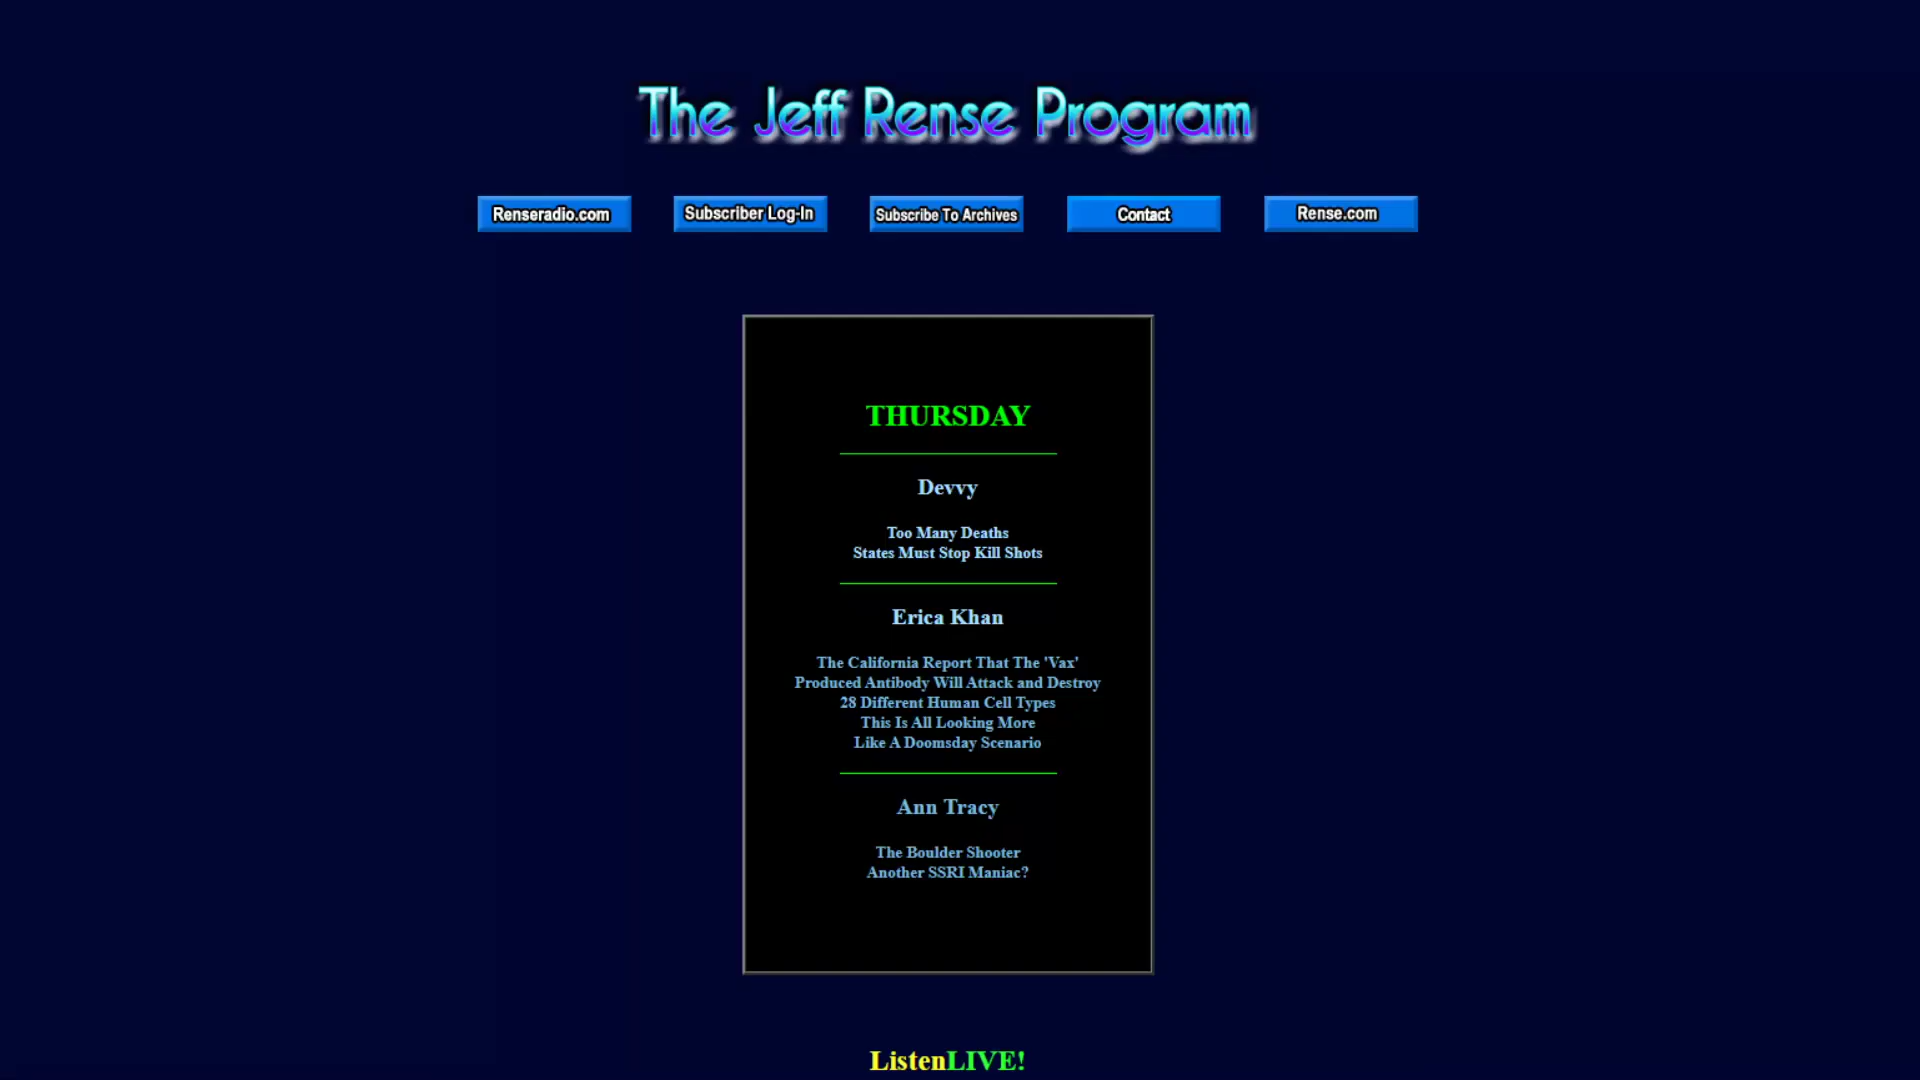 The Jeff Rense Program
Renseradio.com Subscriber Log-In Subscribe To Archives Contact Rense.com
THURSDAY
Devvy
Too Many Deaths
States Must Stop Kill Shots
Erica Khan
The California Report That The 'Vax'
Produced Antibody Will Attack and Destroy
28 Different Human Cell Types
This Is All Looking More
Like A Doomsday Scenario
Ann Tracy
The Boulder Shooter
Another SSRI Maniac?
ListenLIVE!